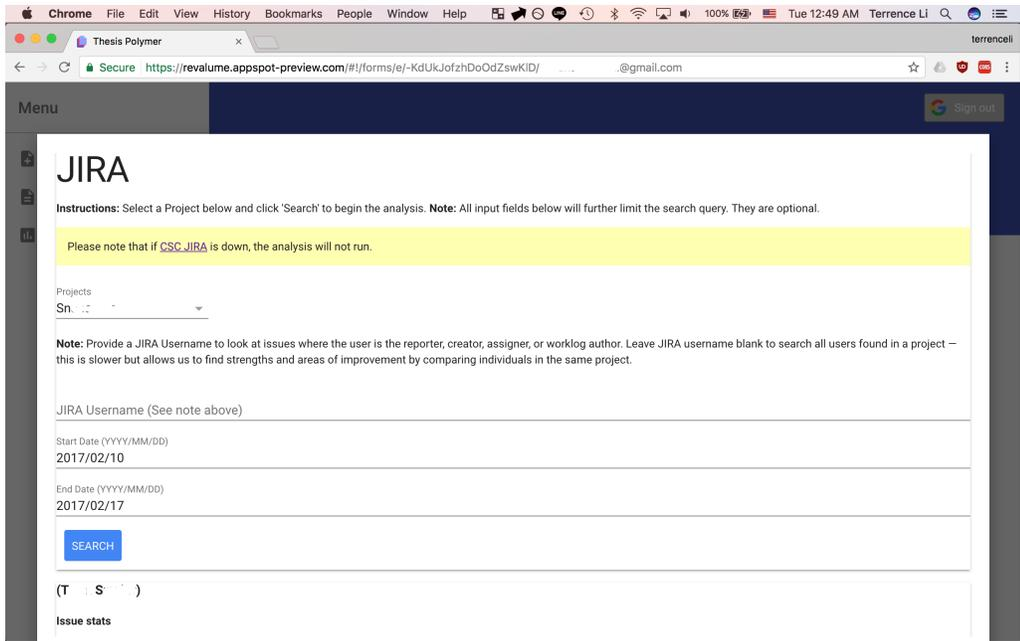 Chrome File Edit View History Bookmarks People Window Help 100% Tue 12:49 AM Terrence Li
Thesis Polymer terrenceli
Secure https://revalume.appspot-preview.com/#!/forms/e/-KdUkJofzhDoOdZswKlD/ @gmail.com
Menu Sign out
JIRA
Instructions: Select a Project below and click 'Search' to begin the analysis. Note: All input fields below will further limit the search query. They are optional.
Please note that if CSC JIRA is down, the analysis will not run.
Projects
Sn
Note: Provide a JIRA Username to look at issues where the user is the reporter, creator, assigner, or worklog author. Leave JIRA username blank to search all users found in a project —
this is slower but allows us to find strengths and areas of improvement by comparing individuals in the same project.
JIRA Username (See note above)
Start Date (YYYY/MM/DD)
2017/02/10
End Date (YYYY/MM/DD)
2017/02/17
SEARCH
(T S )
Issue stats